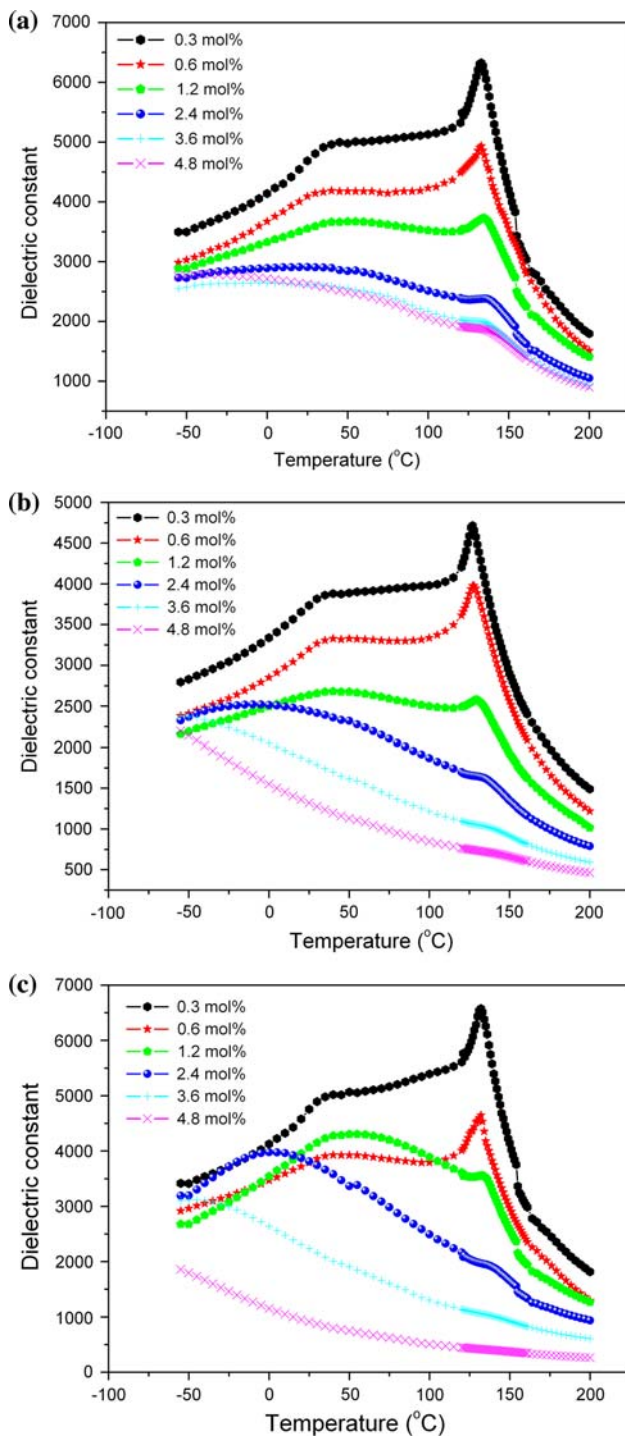 (a)
7000
6000
5000
4000
3000
2000
1000
Dielectric constant
0.3 mol%
0.6 mol%
1.2 mol%
2.4 mol%
3.6 mol%
4.8 mol%
-100 -50 0 50 100 150 200
Temperature (°C)
(b)
5000
4500
4000
3500
3000
2500
2000
1500
1000
500
Dielectric constant
0.3 mol%
0.6 mol%
1.2 mol%
2.4 mol%
3.6 mol%
4.8 mol%
-100 -50 0 50 100 150 200
Temperature (°C)
(c)
7000
6000
5000
4000
3000
2000
1000
0
Dielectric constant
0.3 mol%
0.6 mol%
1.2 mol%
2.4 mol%
3.6 mol%
4.8 mol%
-100 -50 0 50 100 150 200
Temperature (°C)